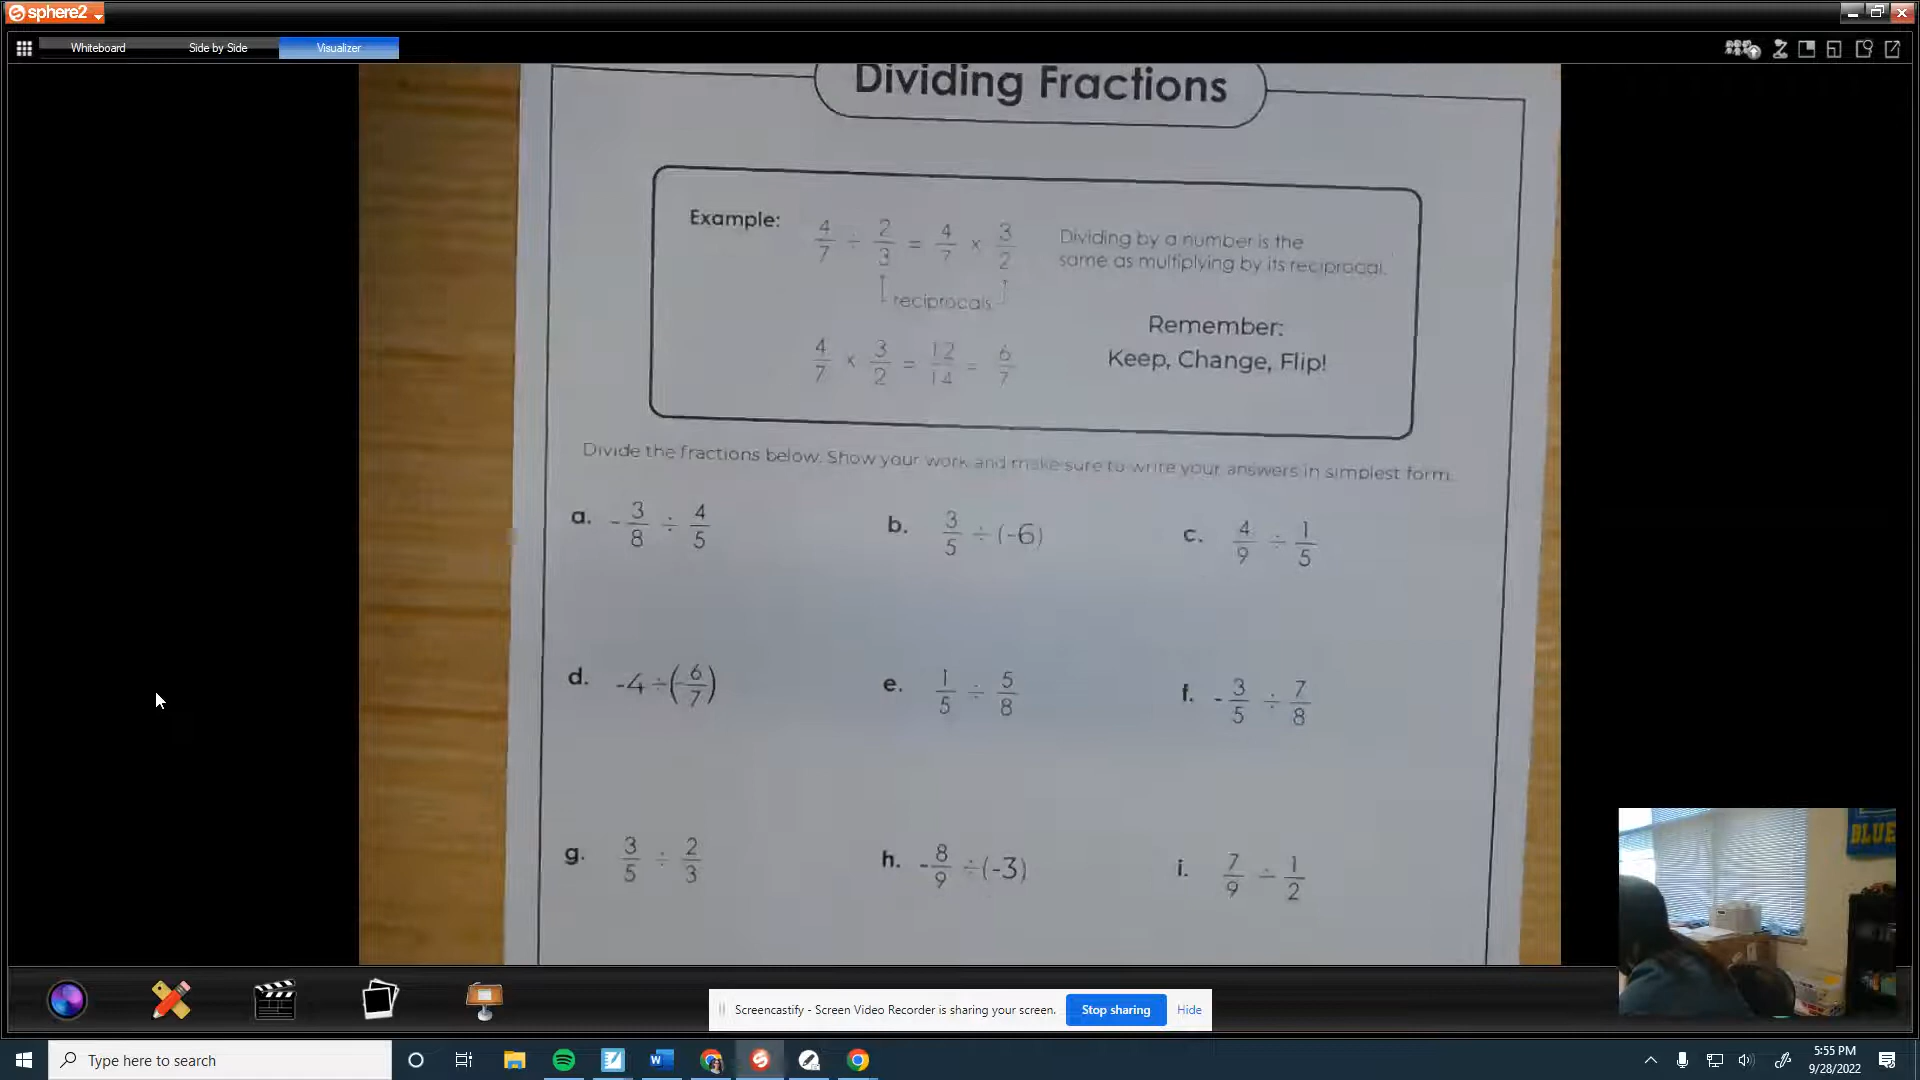 sphere2
Whiteboard Side by Side Visualizer
Dividing Fractions
Example: 4/7 ÷ 2/3 = 4/7 × 3/2
Dividing by a number is the
same as multiplying by its reciprocal.
reciprocals
4/7 × 3/2 = 12/14 = 6/7
Remember:
Keep, Change, Flip!
Divide the fractions below. Show your work and make sure to write your answers in simplest form.
a. -3/8 ÷ 4/5 b. 3/5 ÷ (-6) c. 4/9 ÷ 1/5
d. -4 ÷ (-6/7) e. 1/5 ÷ 5/8 f. -3/5 ÷ 7/8
g. 3/5 ÷ 2/3 h. -8/9 ÷ (-3) i. 7/9 ÷ 1/2
BLUE
Screencastify - Screen Video Recorder is sharing your screen. Stop sharing Hide
Type here to search
5:55 PM
9/28/2022